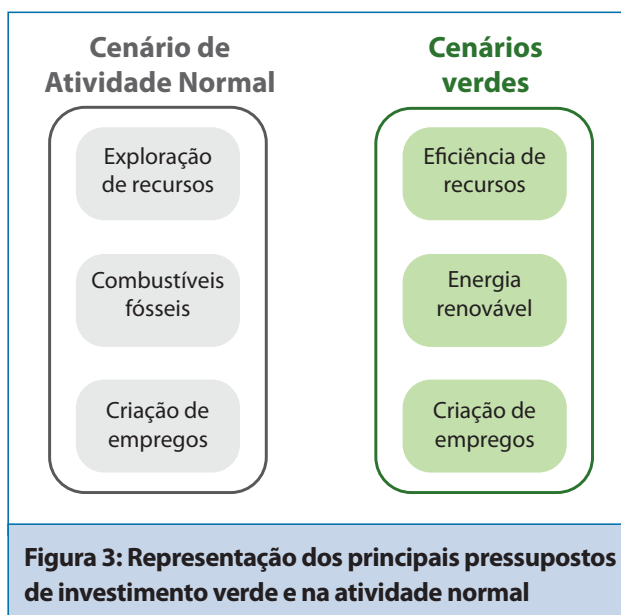 Cenário de
Atividade Normal
Exploração
de recursos
Combustíveis
fósseis
Criação de
empregos
Cenários
verdes
Eficiência de
recursos
Energia
renovável
Criação de
empregos
Figura 3: Representação dos principais pressupostos
de investimento verde e na atividade normal